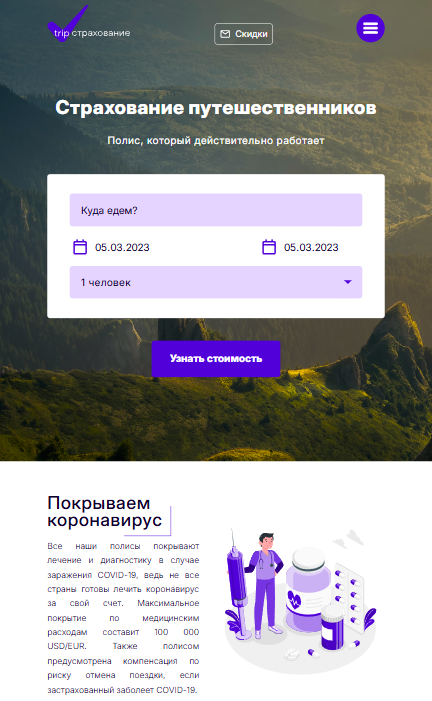 trip страхование
Скидки
Страхование путешественников
Полис, который действительно работает
Куда едем?
05.03.2023 05.03.2023
1 человек
Узнать стоимость
Покрываем
коронавирус
Все наши полисы покрывают
лечение и диагностику в случае
заражения COVID-19, ведь не все
страны готовы лечить коронавирус
за свой счет. Максимальное
покрытие по медицинским
расходам составит 100 000
USD/EUR. Также полисом
предусмотрена компенсация по
риску отмена поездки, если
застрахованный заболеет COVID-19.